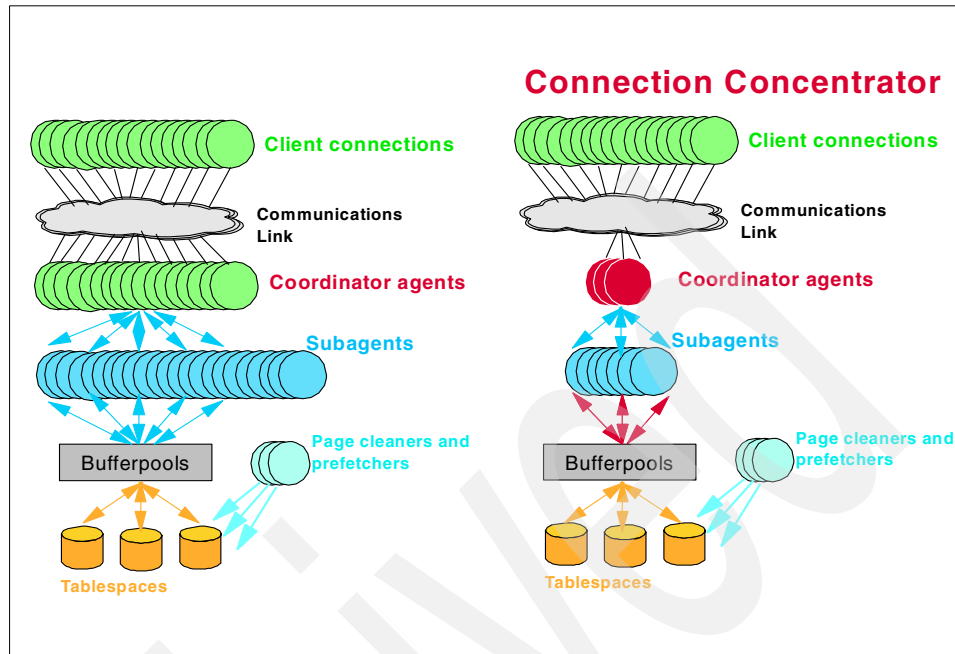 Connection Concentrator
Client connections
Communications
Link
Coordinator agents
Subagents
Page cleaners and
prefetchers
Bufferpools
Tablespaces
Client connections
Communications
Link
Coordinator agents
Subagents
Page cleaners and
prefetchers
Bufferpools
Tablespaces